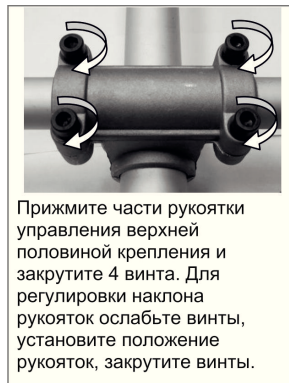 Прижмите части рукоятки
управления верхней
половиной крепления и
закрутите 4 винта. Для
регулировки наклона
рукояток ослабьте винты,
установите положение
рукояток, закрутите винты.